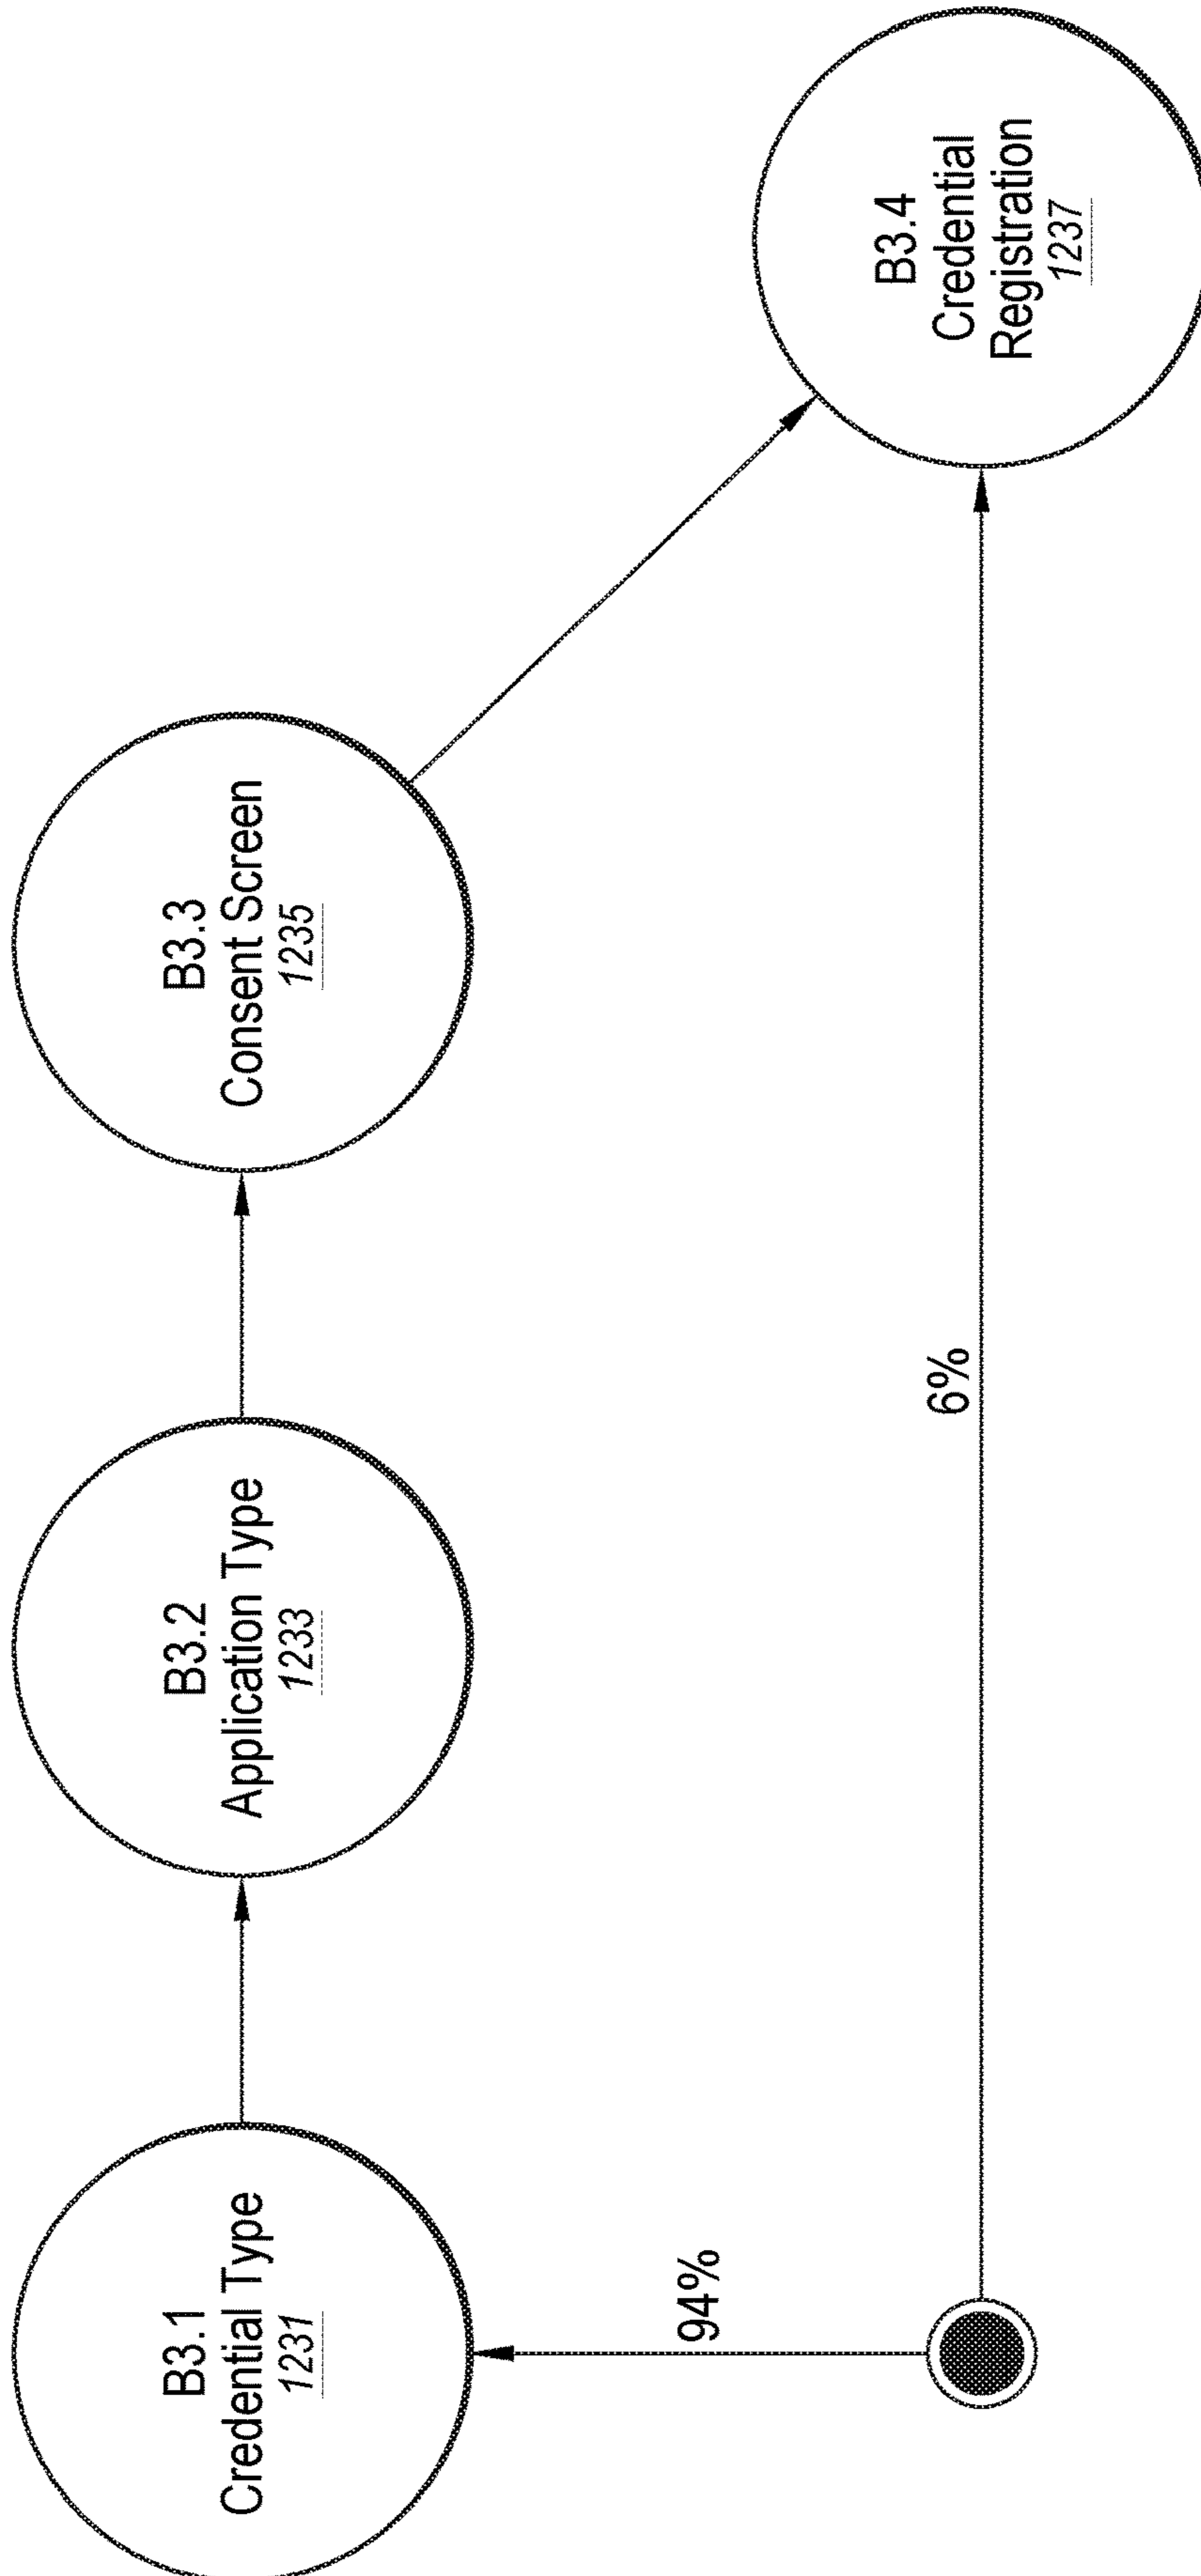 B3.1
Credential Type
1231
B3.2
Application Type
1233
B3.3
Consent Screen
1235
B3.4
Credential
Registration
1237
94%
6%